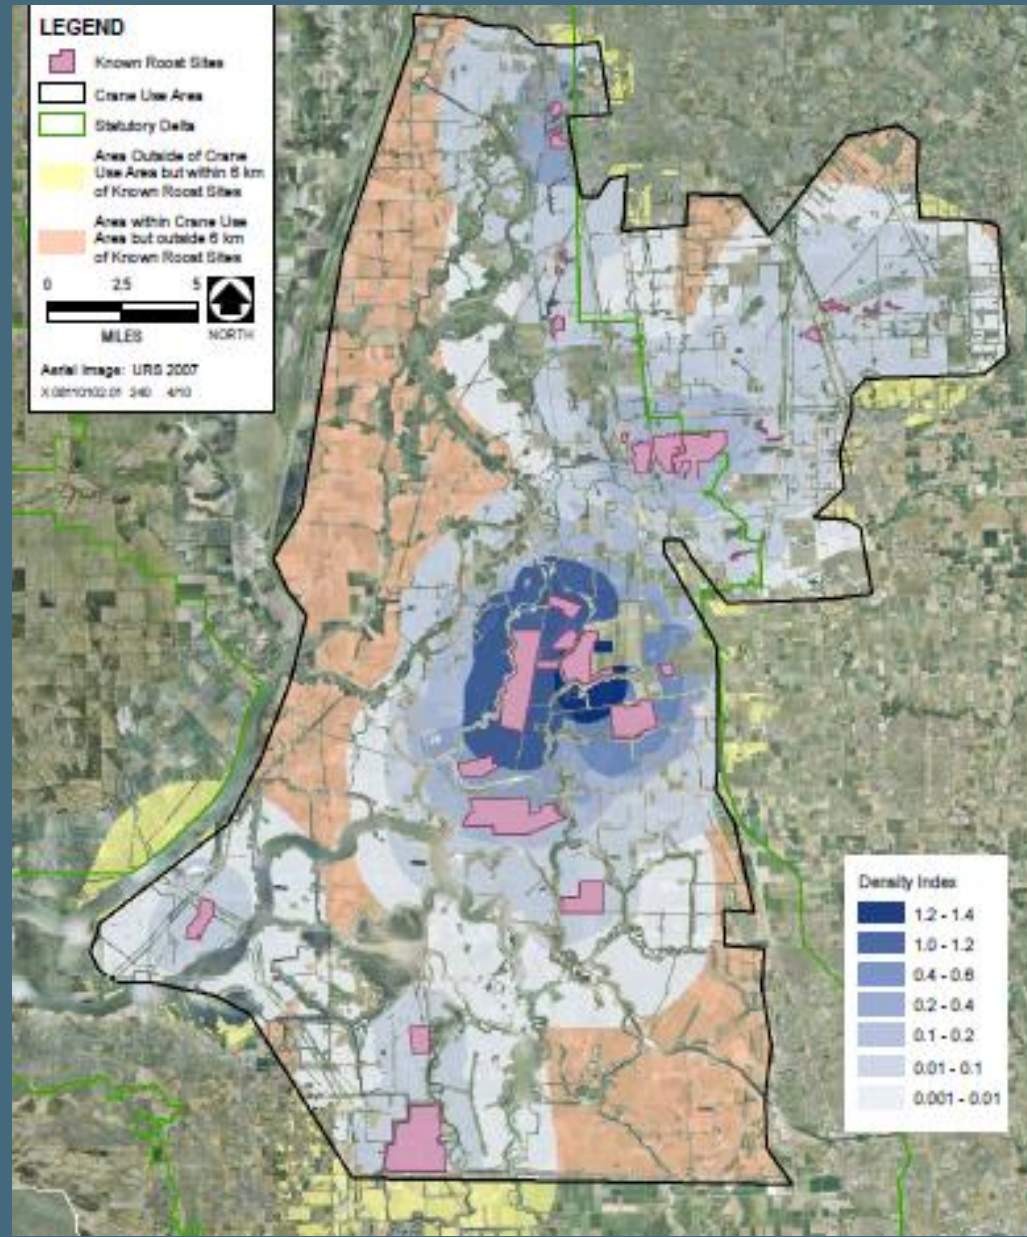 LEGEND
Known Roost Sites
Crane Use Area
Statutory Delta
Area Outside of Crane
Use Area but within 6 km
of Known Roost Sites
Area within Crane Use
Area but outside 6 km
of Known Roost Sites
0 2.5 5
MILES
NORTH
Aerial Image: URS 2007
Density Index
1.2 - 1.4
1.0 - 1.2
0.4 - 0.6
0.2 - 0.4
0.1 - 0.2
0.01 - 0.1
0.001 - 0.01